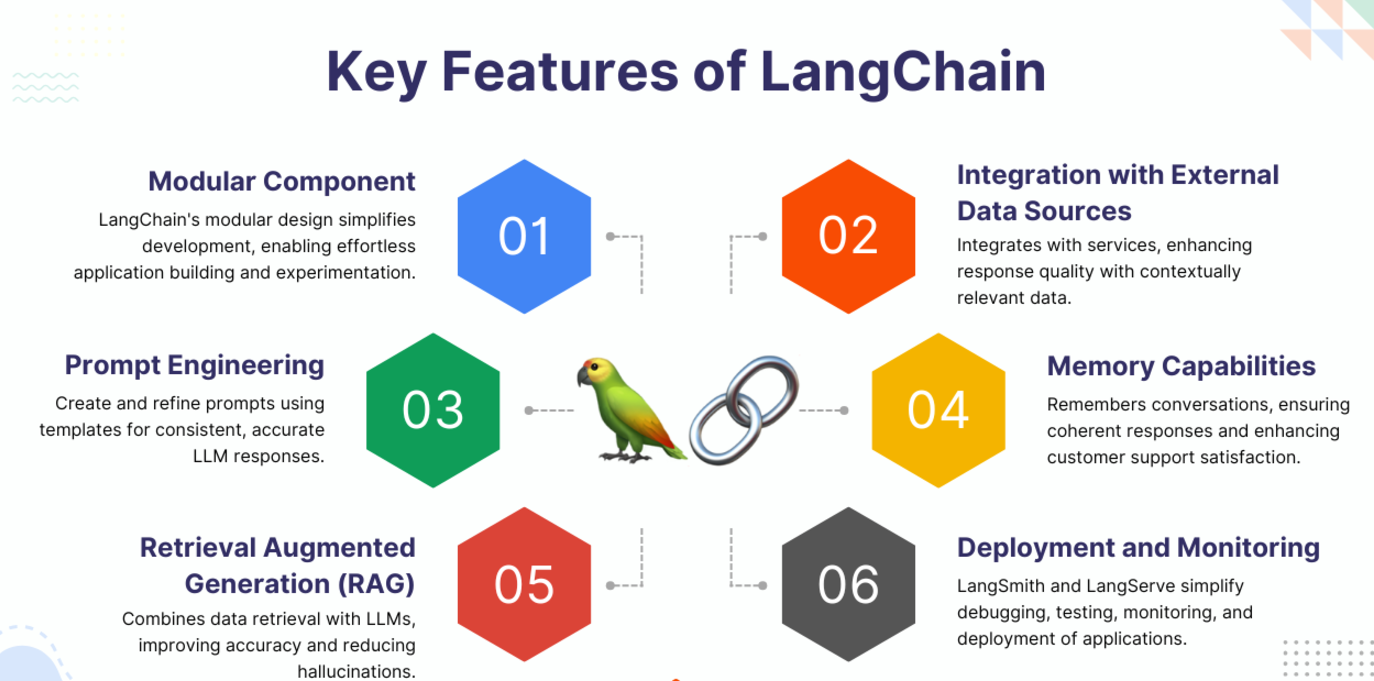 Key Features of LangChain
Modular Component
LangChain's modular design simplifies
development, enabling effortless
application building and experimentation.
01
02
Integration with External
Data Sources
Integrates with services, enhancing
response quality with contextually
relevant data.
Prompt Engineering
Create and refine prompts using
templates for consistent, accurate
LLM responses.
03
04
Memory Capabilities
Remembers conversations, ensuring
coherent responses and enhancing
customer support satisfaction.
Retrieval Augmented
Generation (RAG)
Combines data retrieval with LLMs,
improving accuracy and reducing
hallucinations.
05
06
Deployment and Monitoring
LangSmith and LangServe simplify
debugging, testing, monitoring, and
deployment of applications.